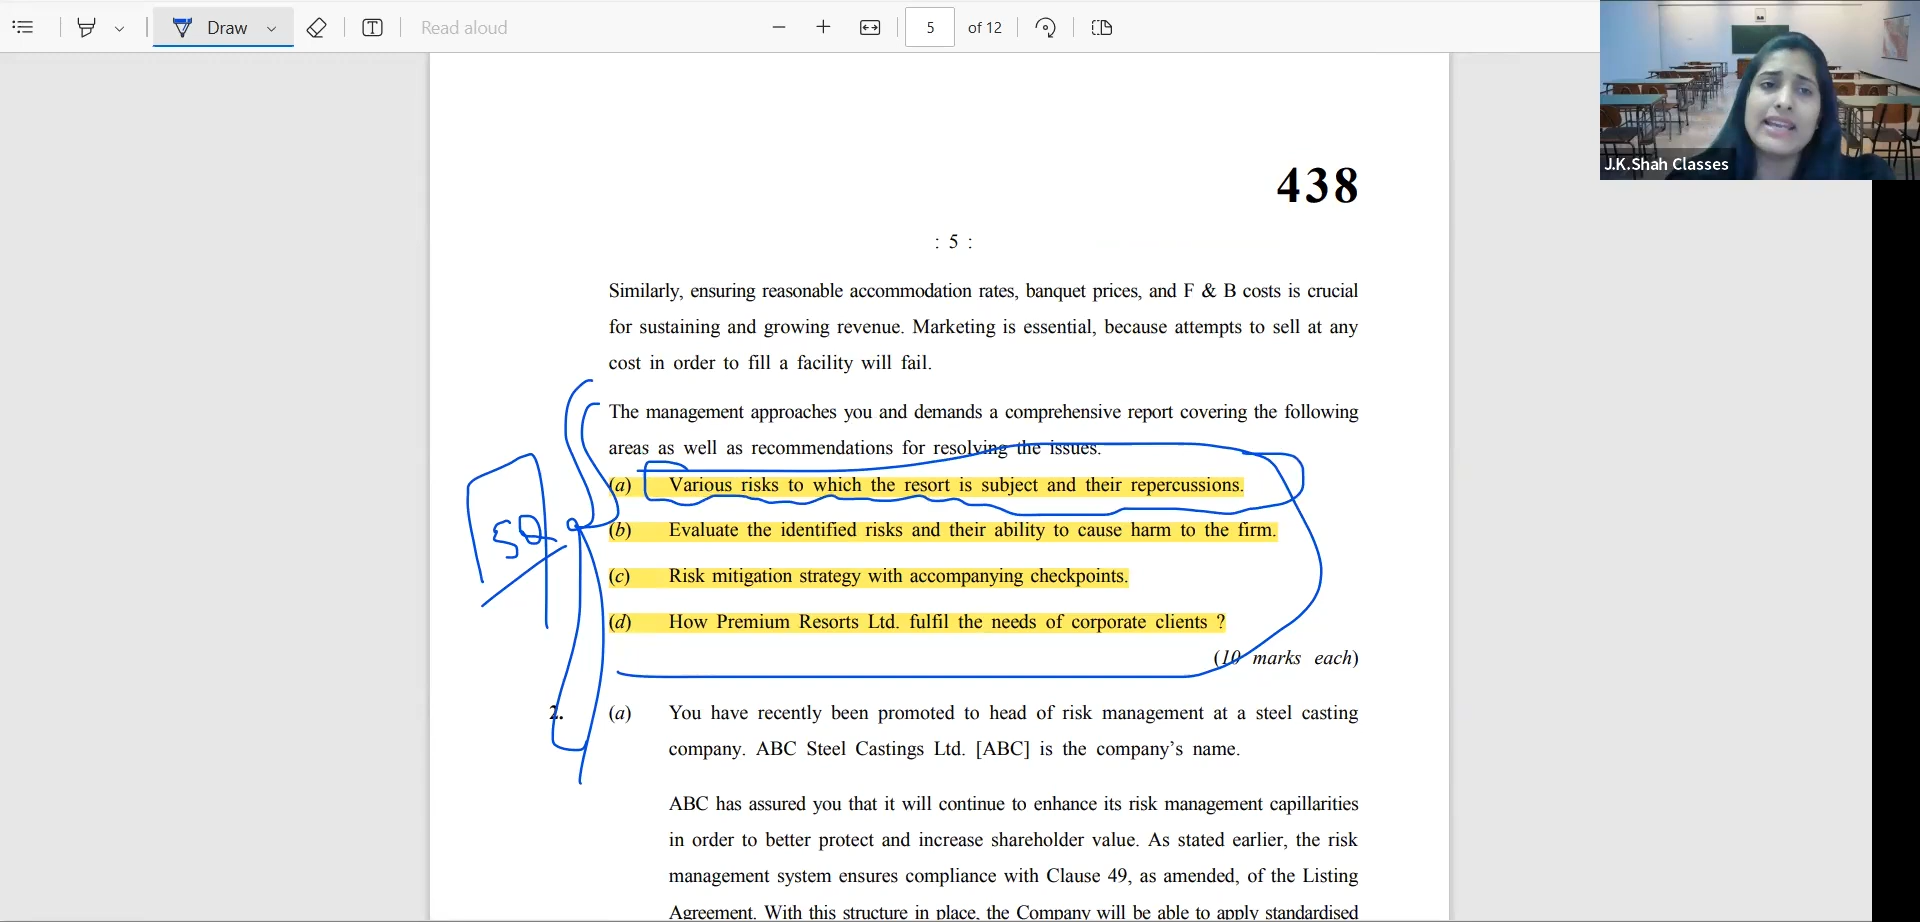 Draw
Read aloud
5
of 12
J.K.Shah Classes
438
: 5 :
Similarly, ensuring reasonable accommodation rates, banquet prices, and F & B costs is crucial
for sustaining and growing revenue. Marketing is essential, because attempts to sell at any
cost in order to fill a facility will fail.
The management approaches you and demands a comprehensive report covering the following
areas as well as recommendations for resolving the issues.
(a) Various risks to which the resort is subject and their repercussions.
(b) Evaluate the identified risks and their ability to cause harm to the firm.
(c) Risk mitigation strategy with accompanying checkpoints.
(d) How Premium Resorts Ltd. fulfil the needs of corporate clients ?
(10 marks each)
2. (a) You have recently been promoted to head of risk management at a steel casting
company. ABC Steel Castings Ltd. [ABC] is the company's name.
ABC has assured you that it will continue to enhance its risk management capillarities
in order to better protect and increase shareholder value. As stated earlier, the risk
management system ensures compliance with Clause 49, as amended, of the Listing
Agreement. With this structure in place, the Company will be able to apply standardised